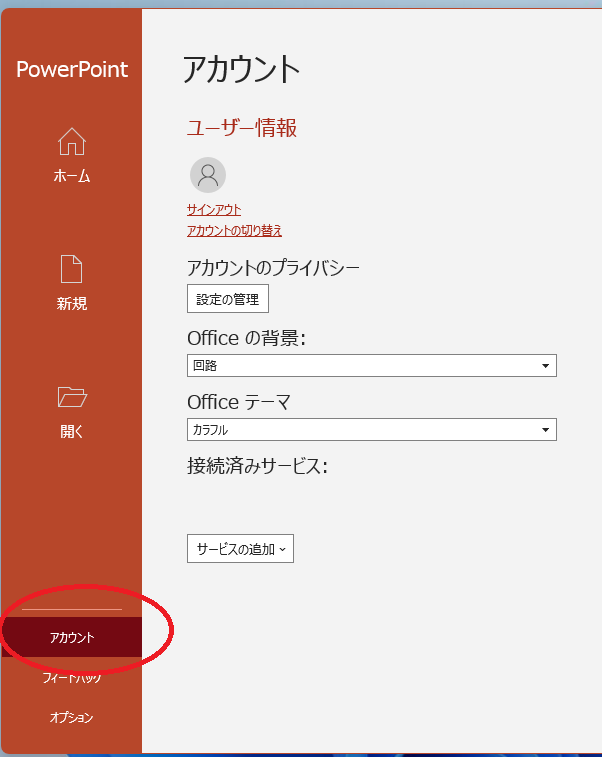 PowerPoint
ホーム
新規
開く
アカウント
フィードバック
オプション
アカウント
ユーザー情報
サインアウト
アカウントの切り替え
アカウントのプライバシー
設定の管理
Office の背景:
回路
Office テーマ
カラフル
接続済みサービス:
サービスの追加